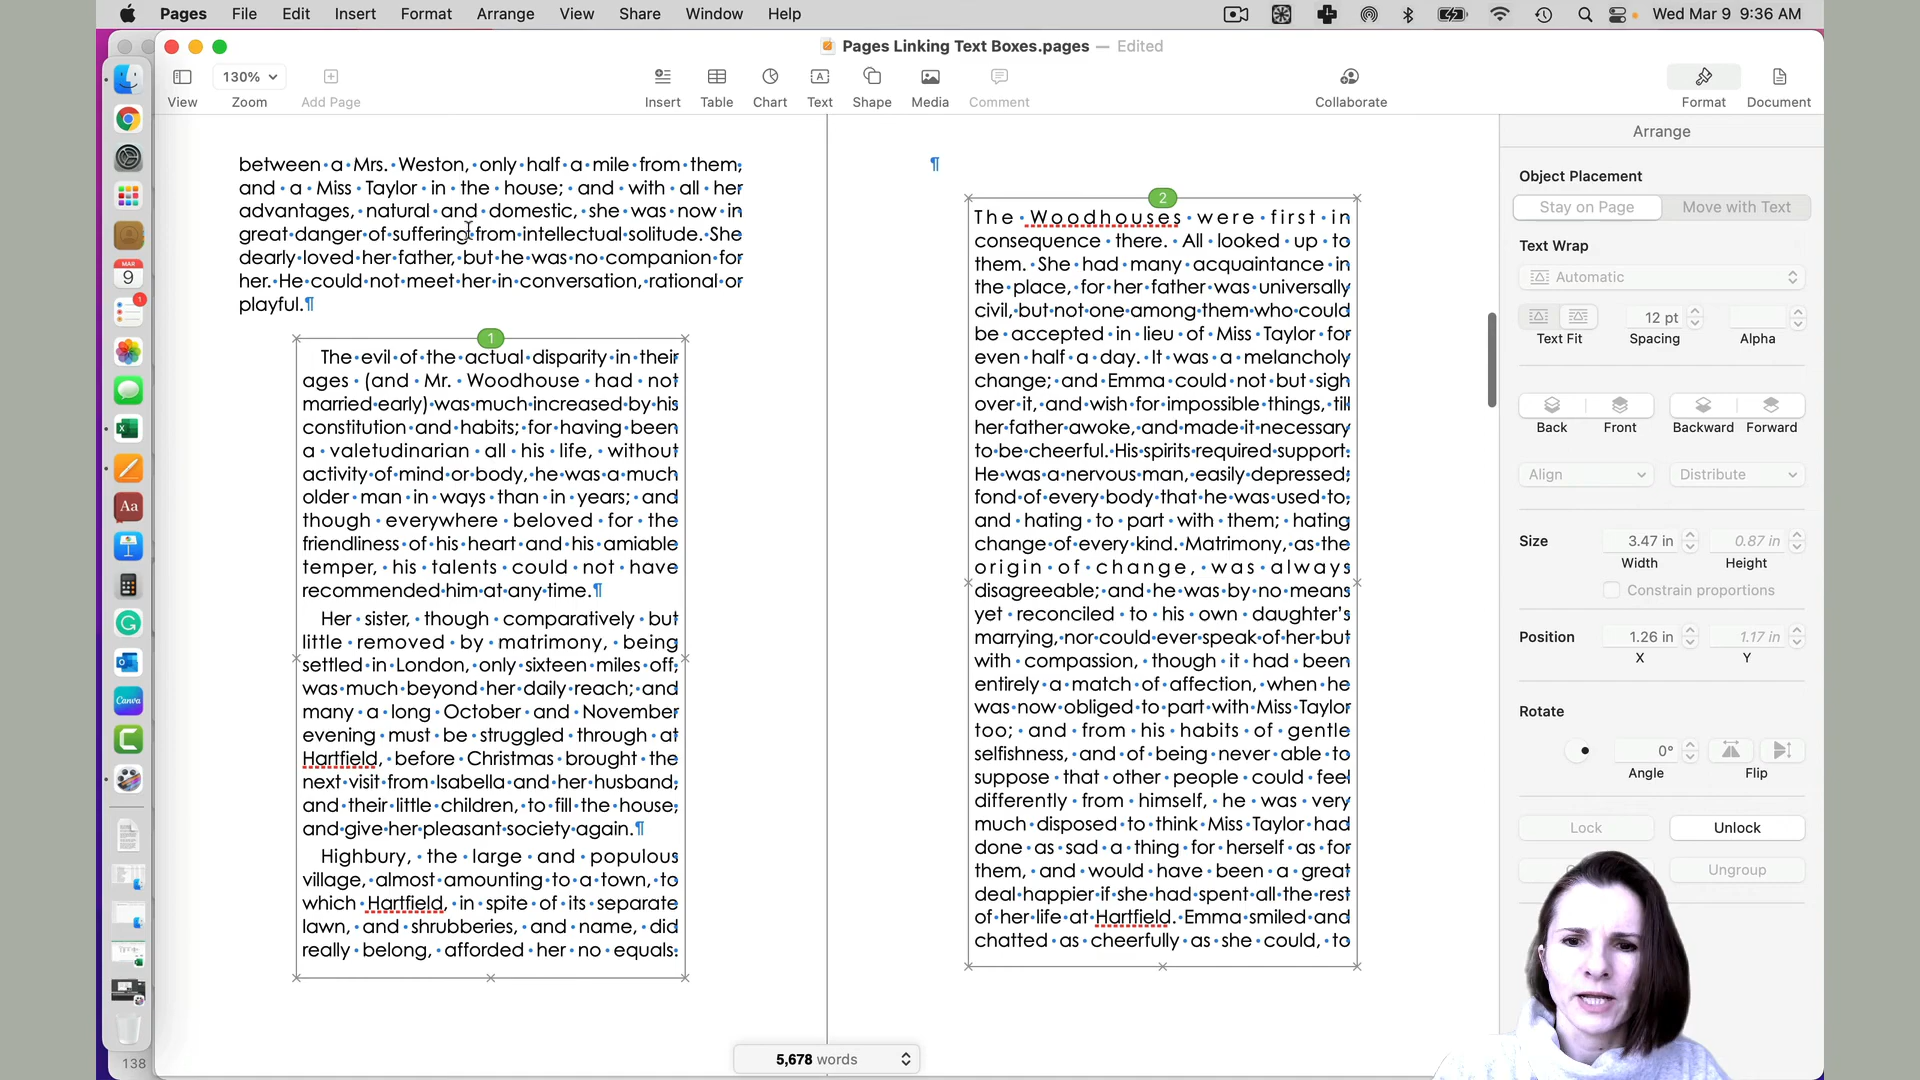 Pages File Edit Insert Format Arrange View Share Window Help Wed Mar 9 9:36 AM
Pages Linking Text Boxes.pages — Edited
130%
View Zoom Add Page Insert Table Chart Text Shape Media Comment Collaborate Format Document
between a Mrs. Weston, only half a mile from them,
and a Miss Taylor in the house; and with all her
advantages, natural and domestic, she was now in
great danger of suffering from intellectual solitude. She
dearly loved her father, but he was no companion for
her. He could not meet her in conversation, rational or
playful.¶
1
The evil of the actual disparity in their
ages (and Mr. Woodhouse had not
married early) was much increased by his
constitution and habits; for having been
a valetudinarian all his life, without
activity of mind or body, he was a much
older man in ways than in years; and
though everywhere beloved for the
friendliness of his heart and his amiable
temper, his talents could not have
recommended him at any time.¶
Her sister, though comparatively but
little removed by matrimony, being
settled in London, only sixteen miles off,
was much beyond her daily reach; and
many a long October and November
evening must be struggled through at
Hartfield, before Christmas brought the
next visit from Isabella and her husband,
and their little children, to fill the house,
and give her pleasant society again.¶
Highbury, the large and populous
village, almost amounting to a town, to
which Hartfield, in spite of its separate
lawn, and shrubberies, and name, did
really belong, afforded her no equals.
¶
2
The Woodhouses were first in
consequence there. All looked up to
them. She had many acquaintance in
the place, for her father was universally
civil, but not one among them who could
be accepted in lieu of Miss Taylor for
even half a day. It was a melancholy
change; and Emma could not but sigh
over it, and wish for impossible things, till
her father awoke, and made it necessary
to be cheerful. His spirits required support.
He was a nervous man, easily depressed;
fond of every body that he was used to,
and hating to part with them; hating
change of every kind. Matrimony, as the
origin of change, was always
disagreeable; and he was by no means
yet reconciled to his own daughter's
marrying, nor could ever speak of her but
with compassion, though it had been
entirely a match of affection, when he
was now obliged to part with Miss Taylor
too; and from his habits of gentle
selfishness, and of being never able to
suppose that other people could feel
differently from himself, he was very
much disposed to think Miss Taylor had
done as sad a thing for herself as for
them, and would have been a great
deal happier if she had spent all the rest
of her life at Hartfield. Emma smiled and
chatted as cheerfully as she could, to
5,678 words
Arrange
Object Placement
Stay on Page Move with Text
Text Wrap
Automatic
12 pt
Text Fit Spacing Alpha
Back Front Backward Forward
Align Distribute
Size 3.47 in 0.87 in
Width Height
Constrain proportions
Position 1.26 in 1.17 in
X Y
Rotate
0°
Angle Flip
Lock Unlock
Ungroup
MAR
9
1
Aa
Canva
138